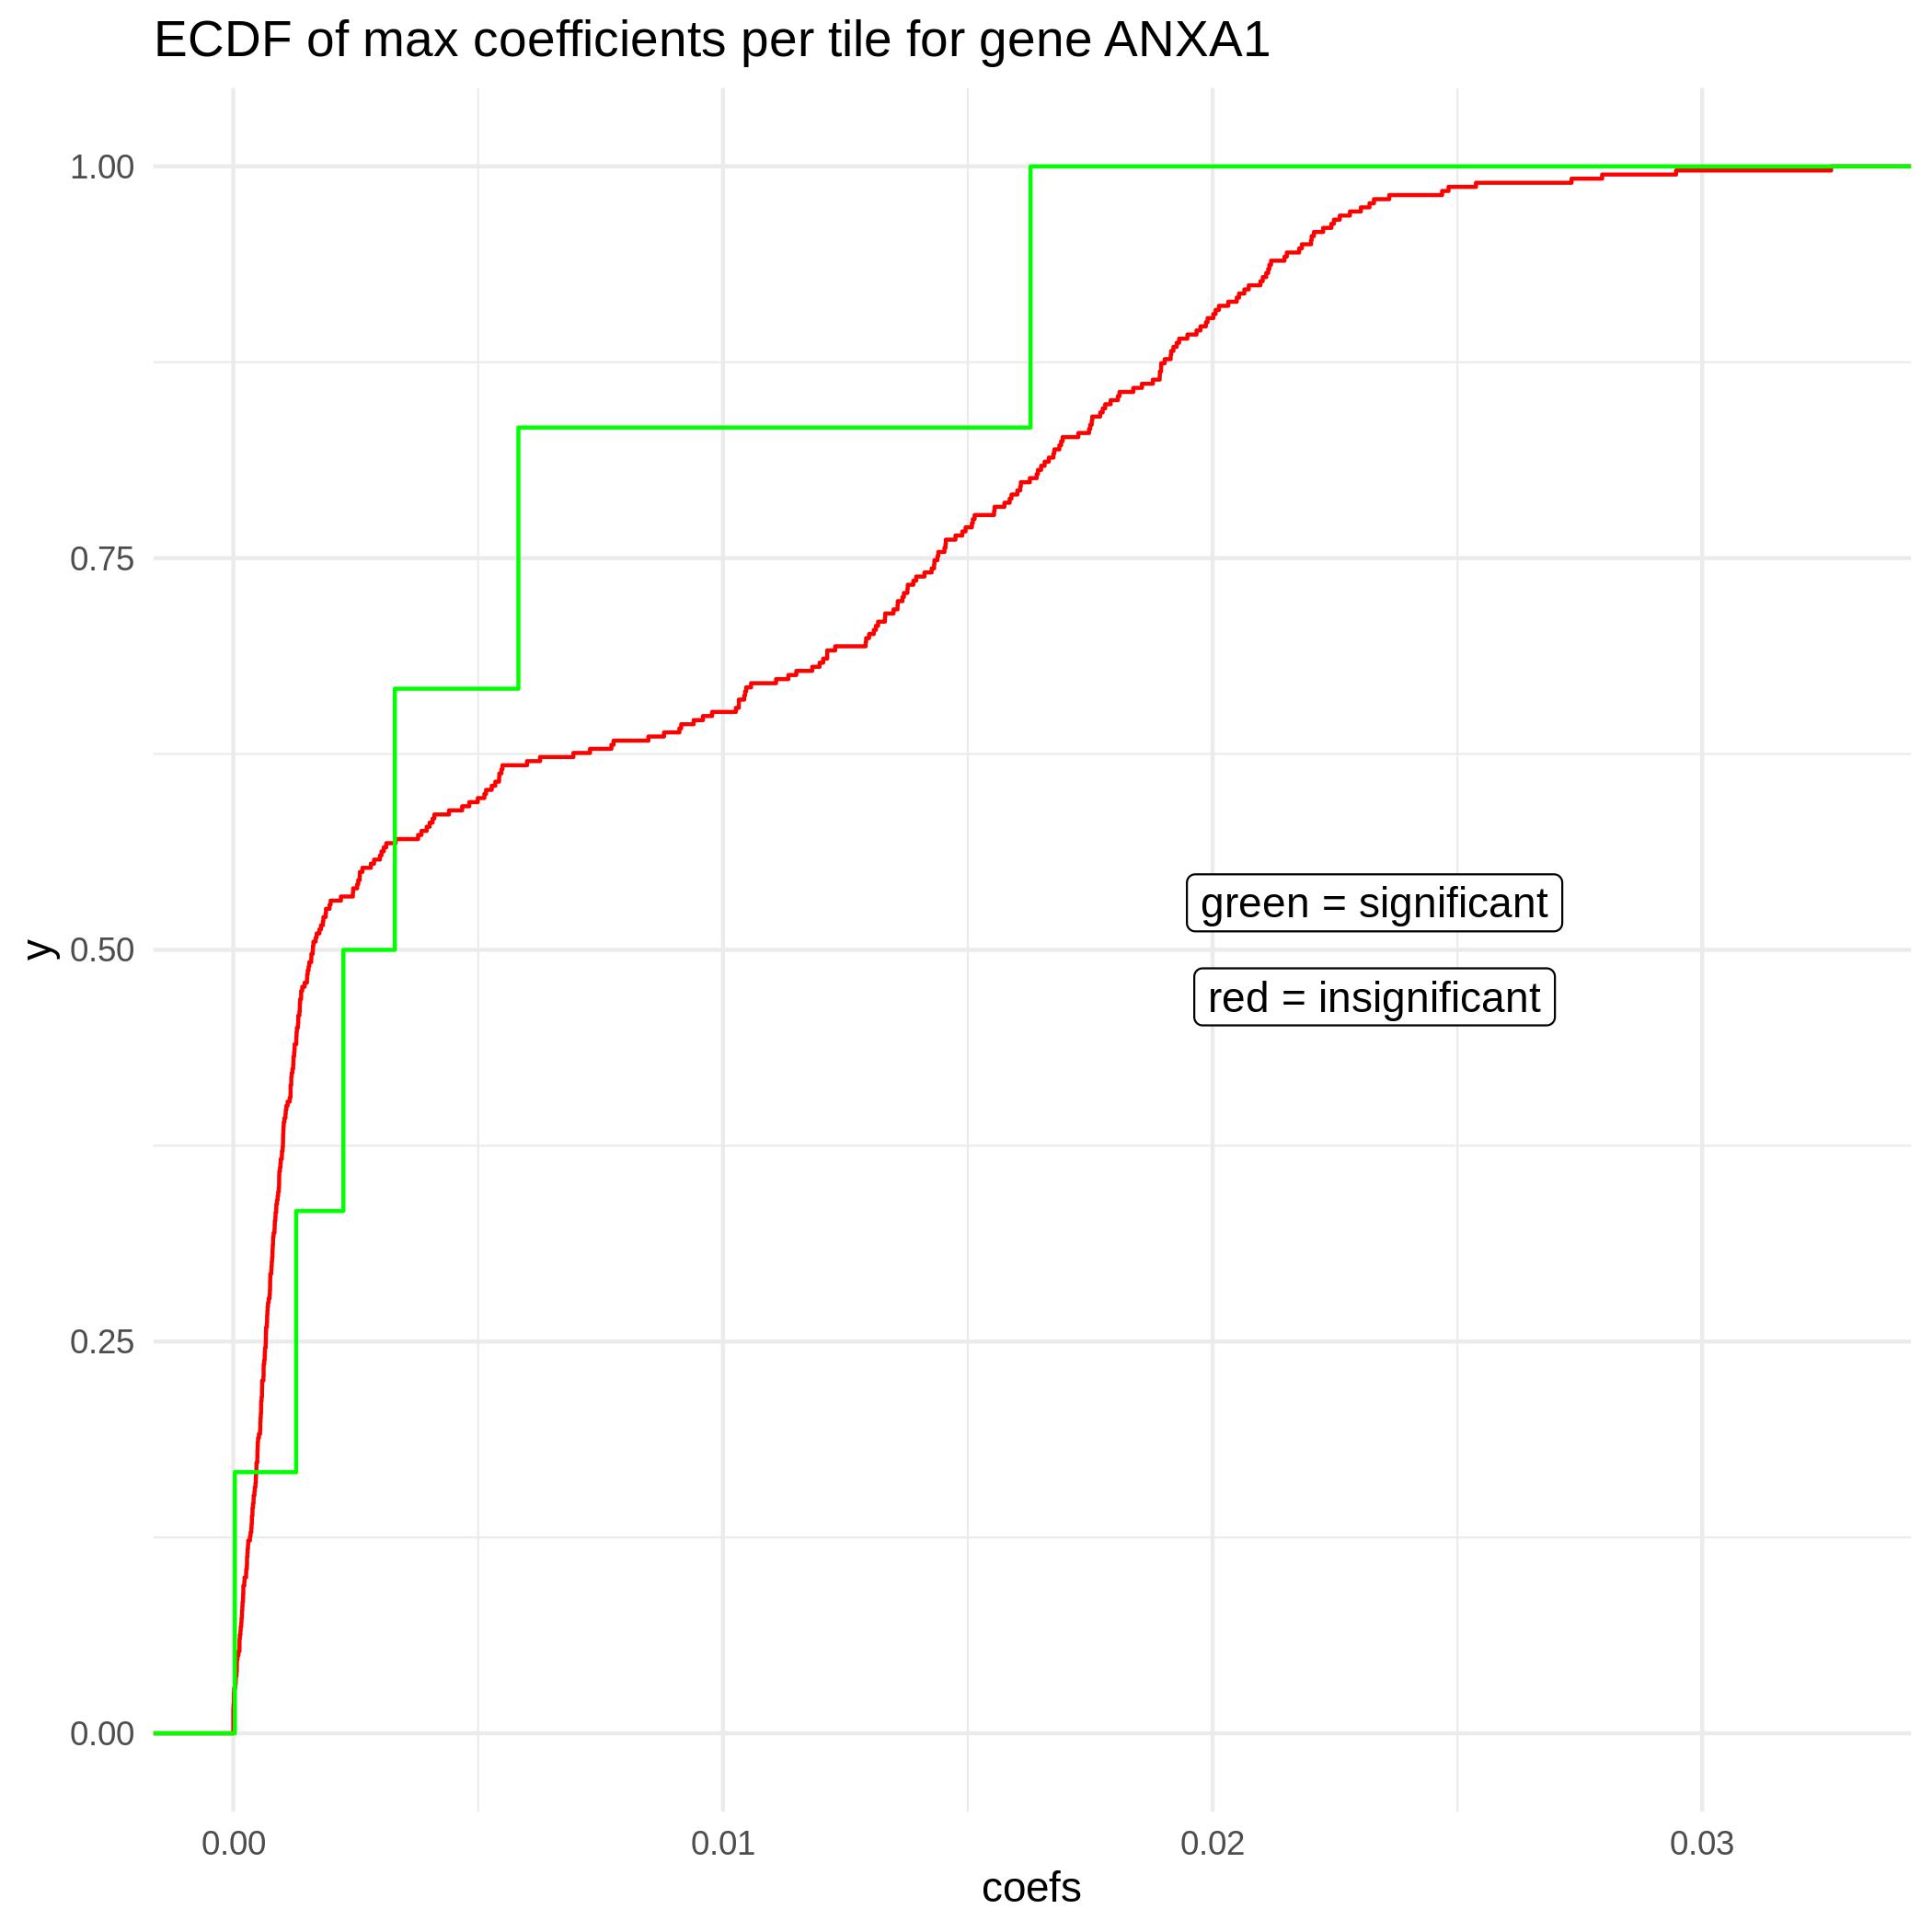 ECDF of max coefficients per tile for gene ANXA1
1.00
0.75
0.50
0.25
0.00
y
green = significant
red = insignificant
0.00 0.01 0.02 0.03
coefs